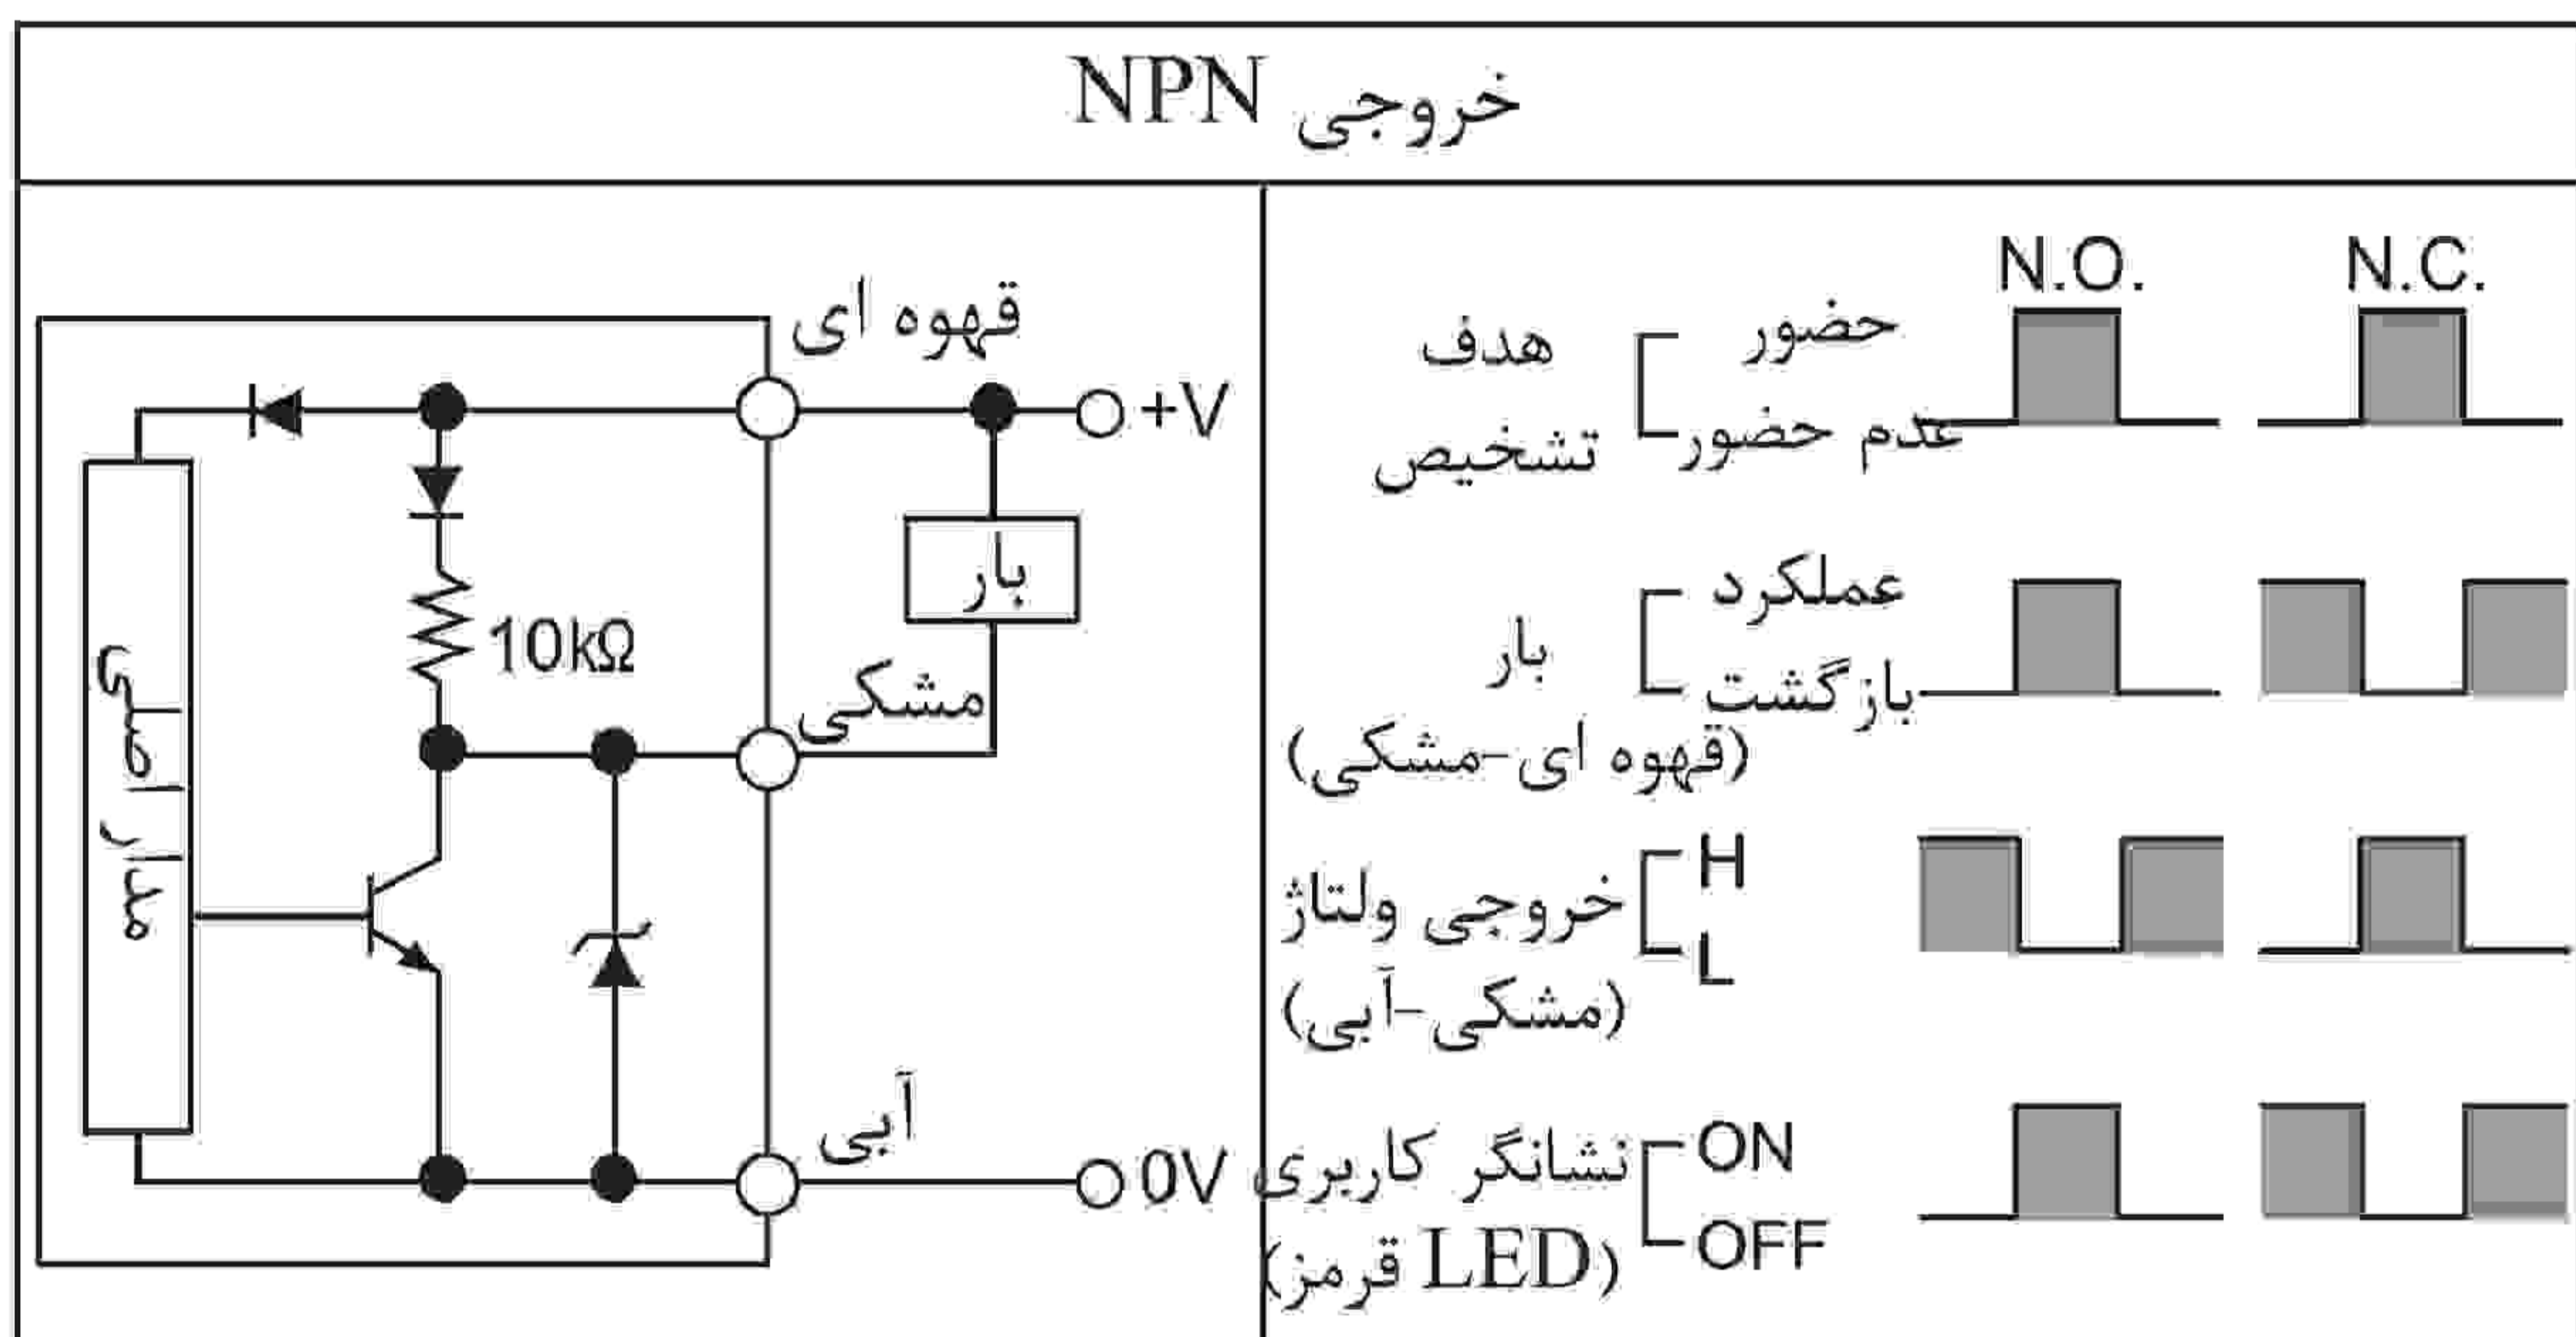 خروجی NPN
قهوه ای
+V
بار
10kΩ
مشکی
مدار اصلی
آبی
0V
N.O.
N.C.
هدف
تشخیص
حضور
عدم حضور
بار
(قهوه ای-مشکی)
عملکرد
بازگشت
خروجی ولتاژ
(مشکی-آبی)
H
L
نشانگر کاربری
(LED قرمز)
ON
OFF